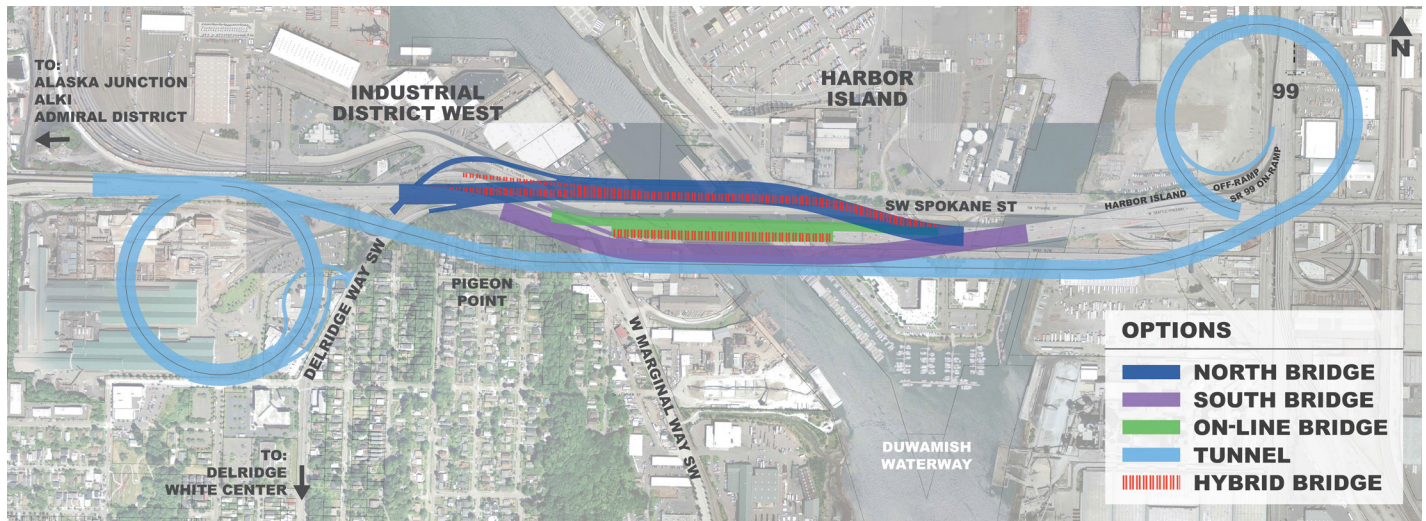 TO:
ALASKA JUNCTION
ALKI
ADMIRAL DISTRICT
INDUSTRIAL
DISTRICT WEST
HARBOR
ISLAND
N
99
SW SPOKANE ST
HARBOR ISLAND
OFF-RAMP
SR 99 ON-RAMP
PIGEON
POINT
DELRIDGE WAY SW
W MARGINAL WAY SW
TO:
DELRIDGE
WHITE CENTER
DUWAMISH
WATERWAY
OPTIONS
NORTH BRIDGE
SOUTH BRIDGE
ON-LINE BRIDGE
TUNNEL
HYBRID BRIDGE